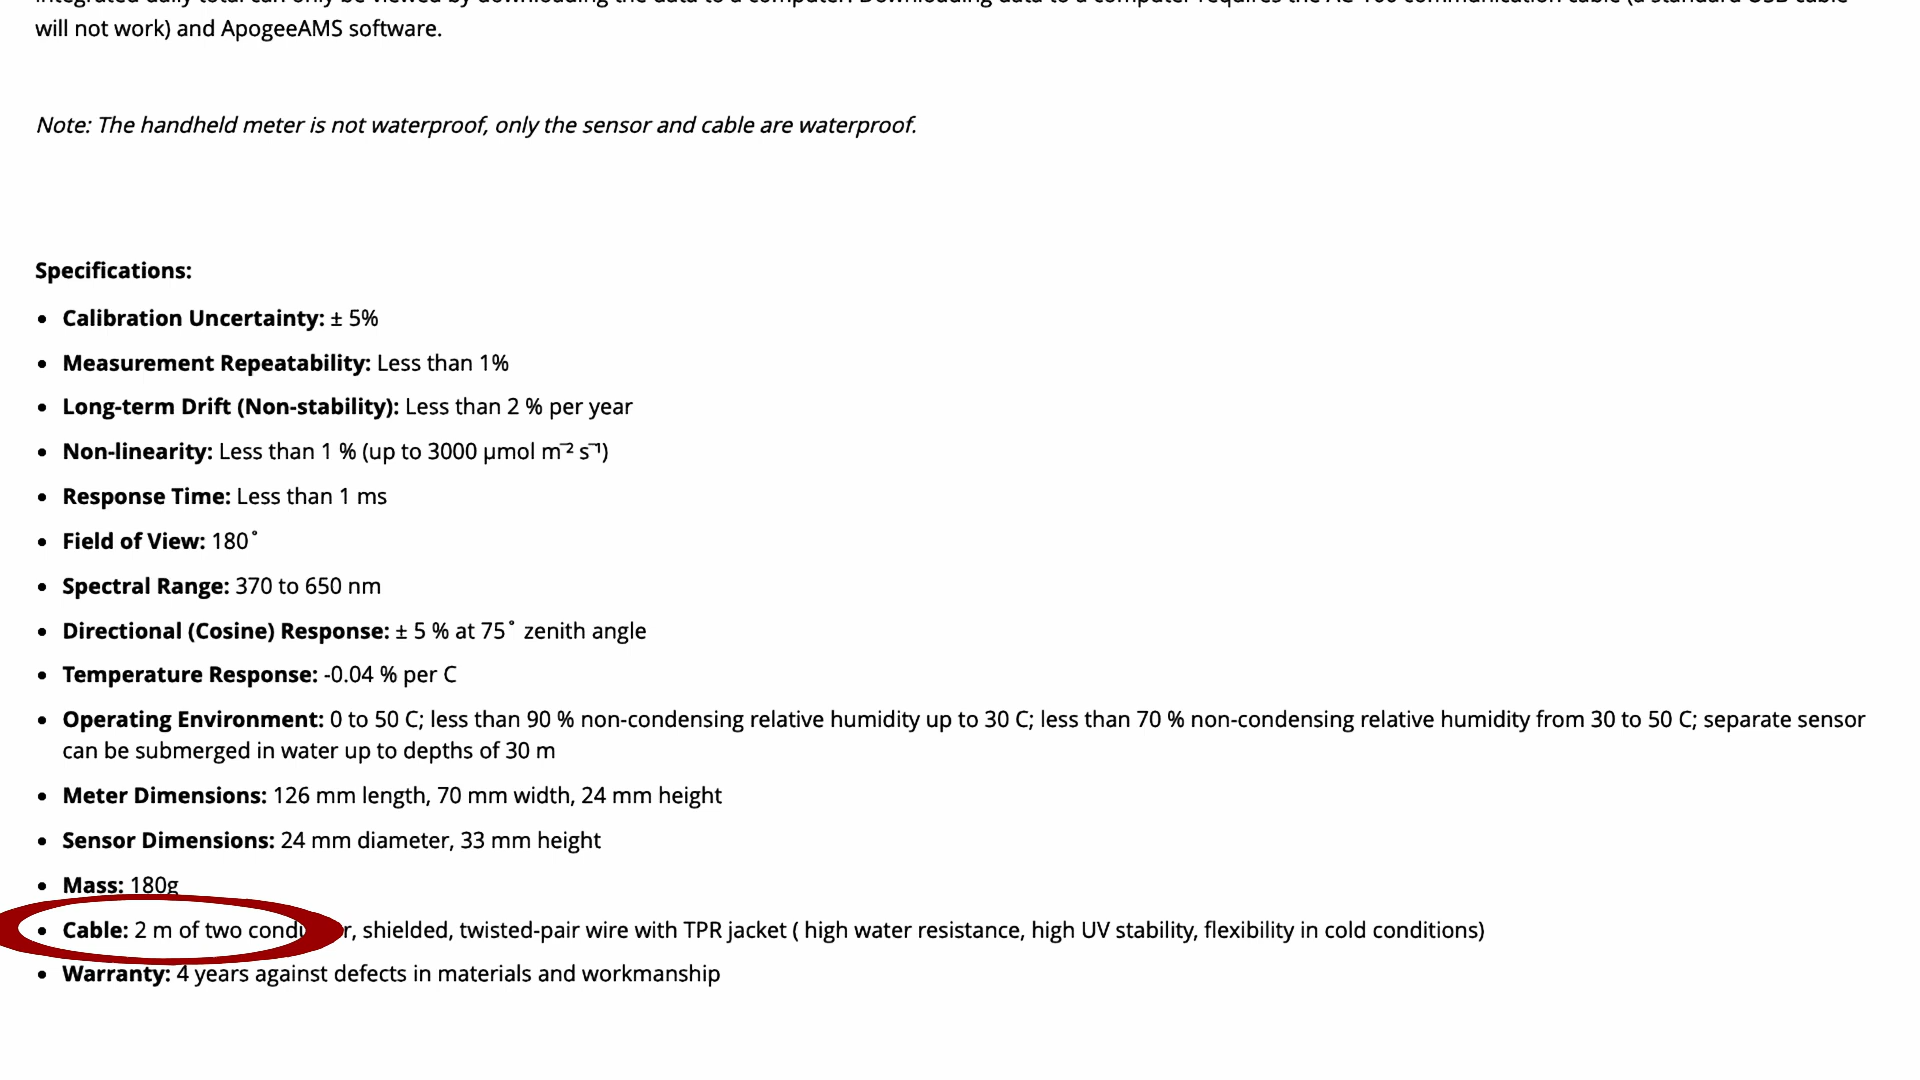 will not work) and ApogeeAMS software.
Note: The handheld meter is not waterproof, only the sensor and cable are waterproof.
Specifications:
• Calibration Uncertainty: ± 5%
• Measurement Repeatability: Less than 1%
• Long-term Drift (Non-stability): Less than 2 % per year
• Non-linearity: Less than 1 % (up to 3000 µmol m⁻² s⁻¹)
• Response Time: Less than 1 ms
• Field of View: 180˚
• Spectral Range: 370 to 650 nm
• Directional (Cosine) Response: ± 5 % at 75˚ zenith angle
• Temperature Response: -0.04 % per C
• Operating Environment: 0 to 50 C; less than 90 % non-condensing relative humidity up to 30 C; less than 70 % non-condensing relative humidity from 30 to 50 C; separate sensor
can be submerged in water up to depths of 30 m
• Meter Dimensions: 126 mm length, 70 mm width, 24 mm height
• Sensor Dimensions: 24 mm diameter, 33 mm height
• Mass: 180g
• Cable: 2 m of two conductor, shielded, twisted-pair wire with TPR jacket ( high water resistance, high UV stability, flexibility in cold conditions)
• Warranty: 4 years against defects in materials and workmanship